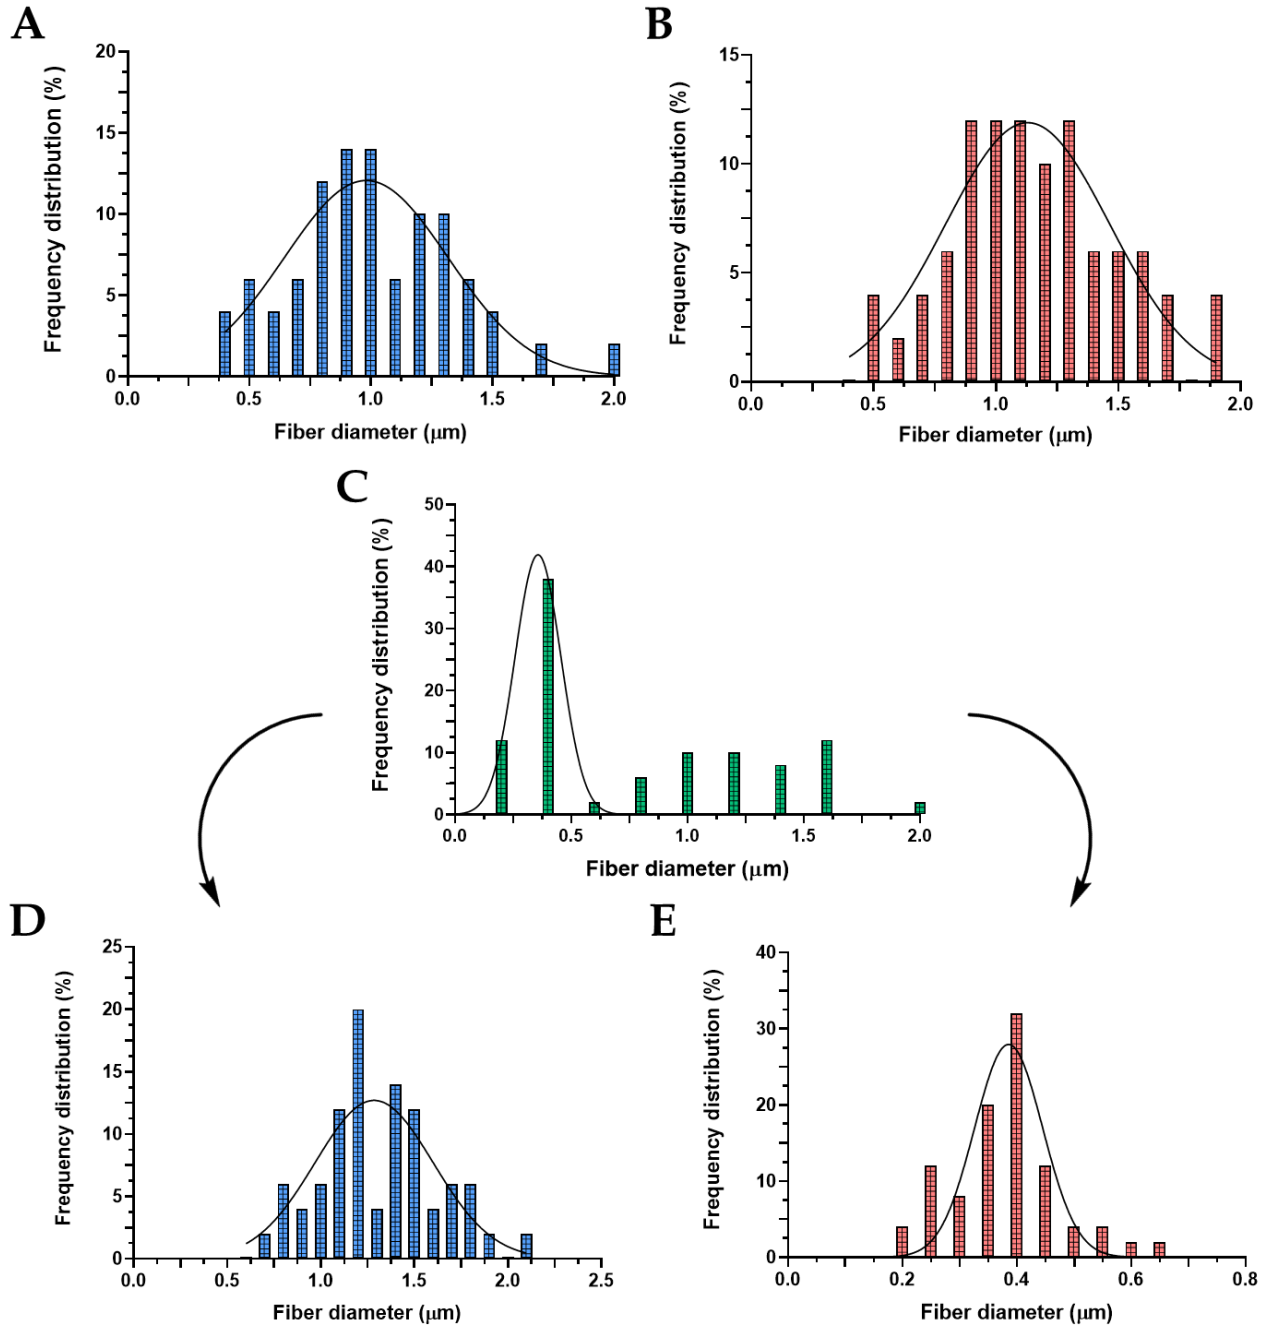 A
Frequency distribution (%)
20
15
10
5
0
0.0 0.5 1.0 1.5 2.0
Fiber diameter (μm)
B
Frequency distribution (%)
15
10
5
0
0.0 0.5 1.0 1.5 2.0
Fiber diameter (μm)
C
Frequency distribution (%)
50
40
30
20
10
0
0.0 0.5 1.0 1.5 2.0
Fiber diameter (μm)
D
Frequency distribution (%)
25
20
15
10
5
0
0.0 0.5 1.0 1.5 2.0 2.5
Fiber diameter (μm)
E
Frequency distribution (%)
40
30
20
10
0
0.0 0.2 0.4 0.6 0.8
Fiber diameter (μm)